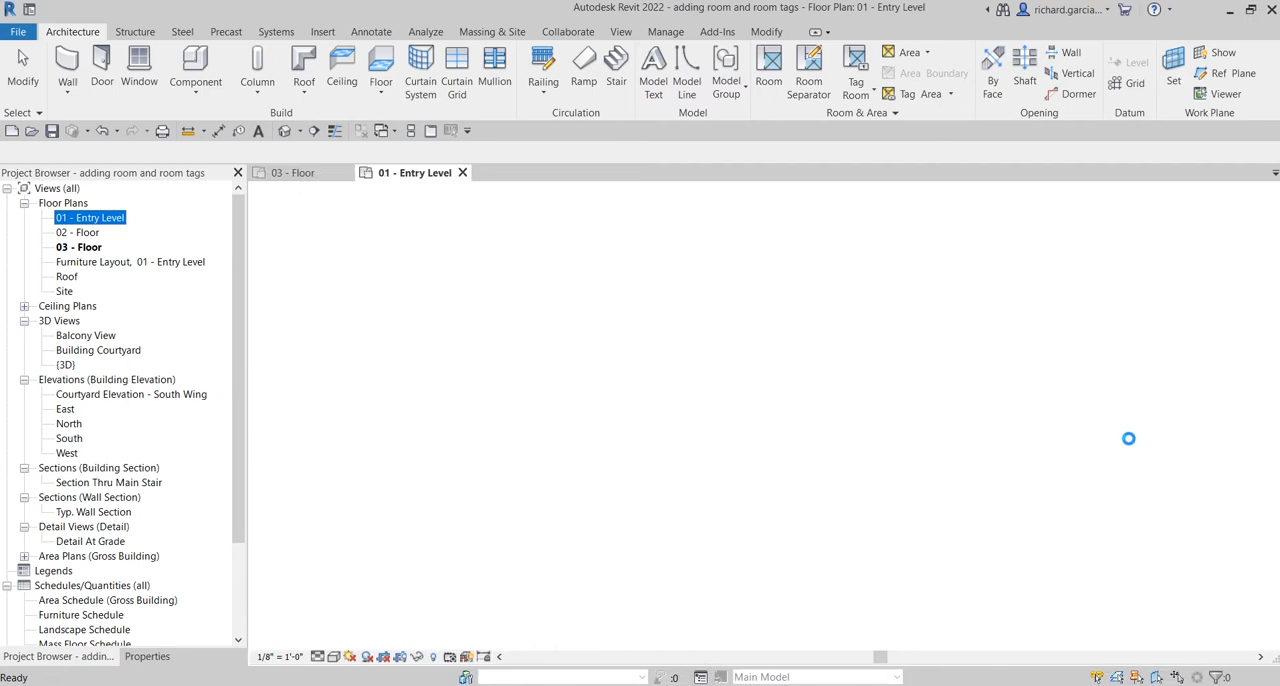 Autodesk Revit 2022 - adding room and room tags - Floor Plan: 01 - Entry Level
richard.garcia...
File Architecture Structure Steel Precast Systems Insert Annotate Analyze Massing & Site Collaborate View Manage Add-Ins Modify
Modify Wall Door Window Component Column Roof Ceiling Floor Curtain System Curtain Grid Mullion Railing Ramp Stair Model Text Model Line Model Group Room Room Separator Tag Room Area Area Boundary Tag Area By Face Shaft Wall Vertical Dormer Level Grid Set Show Ref Plane Viewer
Select Build Circulation Model Room & Area Opening Datum Work Plane
Project Browser - adding room and room tags
03 - Floor
01 - Entry Level
Views (all)
Floor Plans
01 - Entry Level
02 - Floor
03 - Floor
Furniture Layout, 01 - Entry Level
Roof
Site
Ceiling Plans
3D Views
Balcony View
Building Courtyard
{3D}
Elevations (Building Elevation)
Courtyard Elevation - South Wing
East
North
South
West
Sections (Building Section)
Section Thru Main Stair
Sections (Wall Section)
Typ. Wall Section
Detail Views (Detail)
Detail At Grade
Area Plans (Gross Building)
Legends
Schedules/Quantities (all)
Area Schedule (Gross Building)
Furniture Schedule
Landscape Schedule
Mass Floor Schedule
Project Browser - addin... Properties
1/8" = 1'-0"
Ready
:0
Main Model
:0